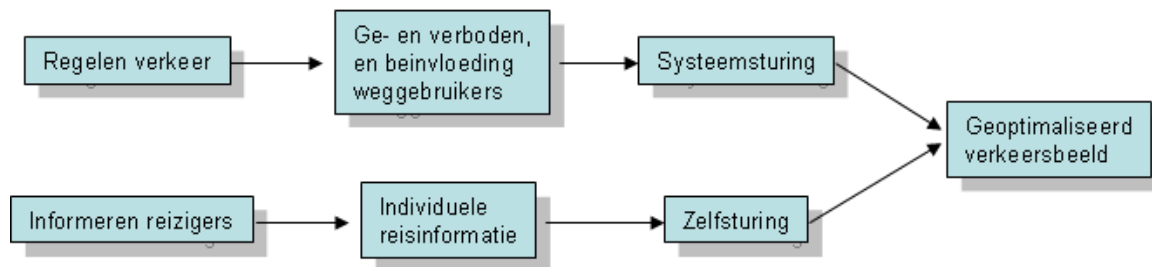 Regelen verkeer
Ge- en verboden,
en beinvloeding
weggebruikers
Systeemsturing
Geoptimaliseerd
verkeersbeeld
Informeren reizigers
Individuele
reisinformatie
Zelfsturing